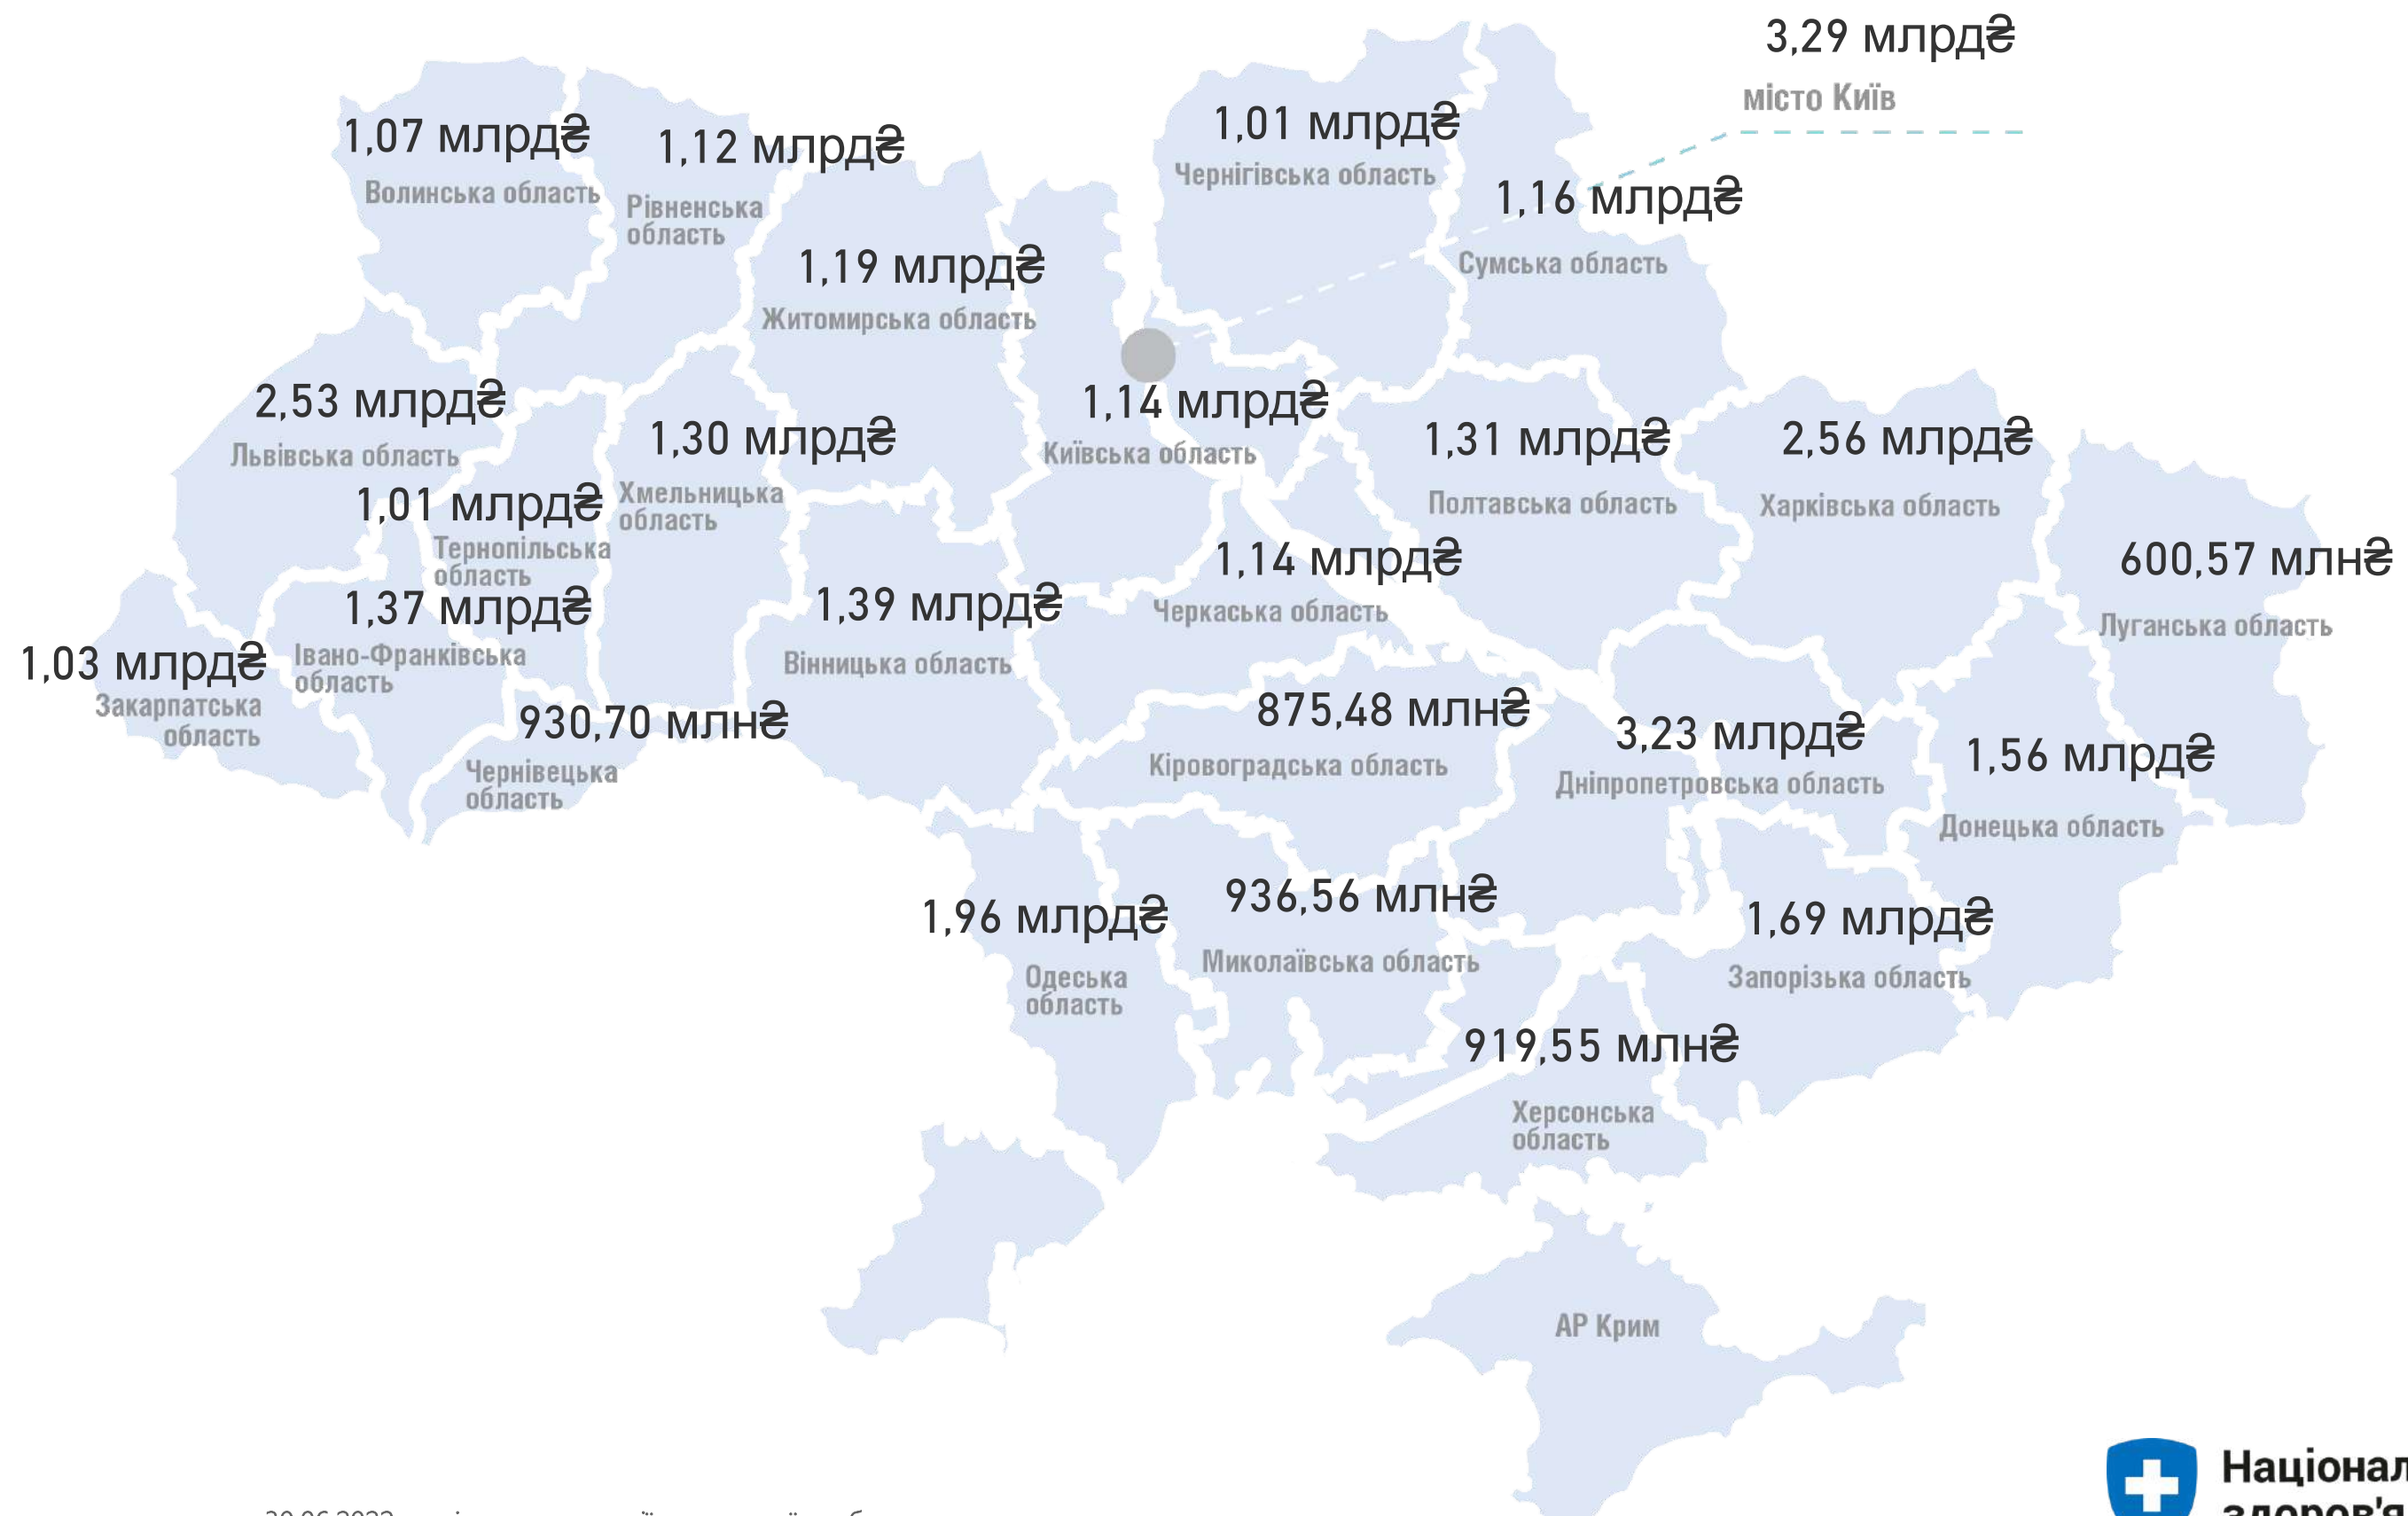 3,29 млрд₴
місто Київ
1,07 млрд₴
Волинська область
1,12 млрд₴
Рівненська
область
1,01 млрд₴
Чернігівська область
1,16 млрд₴
Сумська область
1,19 млрд₴
Житомирська область
2,53 млрд₴
Львівська область
1,30 млрд₴
Хмельницька
область
1,14 млрд₴
Київська область
1,31 млрд₴
Полтавська область
2,56 млрд₴
Харківська область
1,01 млрд₴
Тернопільська
область
1,14 млрд₴
Черкаська область
600,57 млн₴
Луганська область
1,37 млрд₴
Івано-Франківська
область
1,39 млрд₴
Вінницька область
1,03 млрд₴
Закарпатська
область
930,70 млн₴
Чернівецька
область
875,48 млн₴
Кіровоградська область
3,23 млрд₴
Дніпропетровська область
1,56 млрд₴
Донецька область
1,96 млрд₴
Одеська
область
936,56 млн₴
Миколаївська область
1,69 млрд₴
Запорізька область
919,55 млн₴
Херсонська
область
АР Крим
Націонал
здоров'я